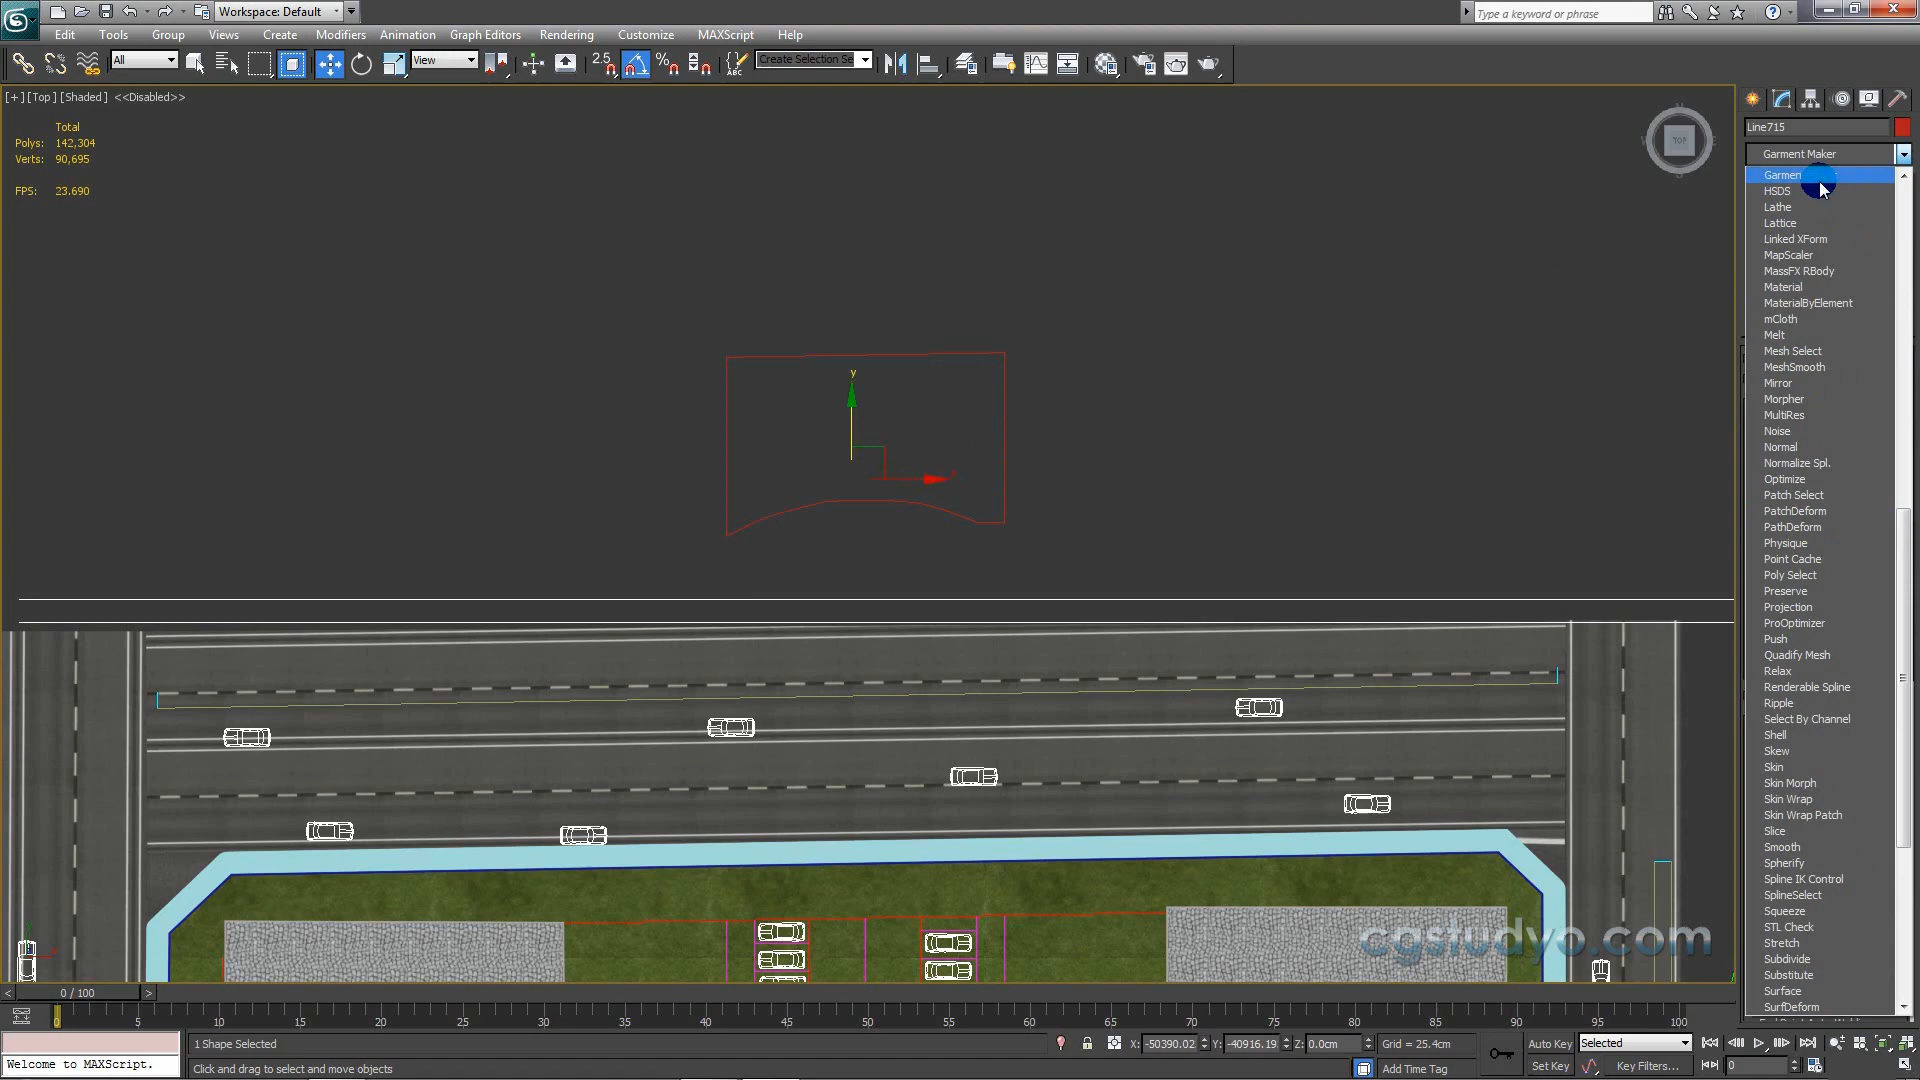 Workspace: Default
Type a keyword or phrase
Edit Tools Group Views Create Modifiers Animation Graph Editors Rendering Customize MAXScript Help
All
View
2.5
%
ABC
Create Selection Se
[+] [Top] [Shaded] <<Disabled>>
Total
Polys: 142,304
Verts: 90,695
FPS: 23.690
TOP
y
Line715
Garment Maker
Garmen
HSDS
Lathe
Lattice
Linked XForm
MapScaler
MassFX RBody
Material
MaterialByElement
mCloth
Melt
Mesh Select
MeshSmooth
Mirror
Morpher
MultiRes
Noise
Normal
Normalize Spl.
Optimize
Patch Select
PatchDeform
PathDeform
Physique
Point Cache
Poly Select
Preserve
Projection
ProOptimizer
Push
Quadify Mesh
Relax
Renderable Spline
Ripple
Select By Channel
Shell
Skew
Skin
Skin Morph
Skin Wrap
Skin Wrap Patch
Slice
Smooth
Spherify
Spline IK Control
SplineSelect
Squeeze
STL Check
Stretch
Subdivide
Substitute
Surface
SurfDeform
cgstudyo.com
< 0 / 100 >
0 5 10 15 20 25 30 35 40 45 50 55 60 65 70 75 80 85 90 95 100
1 Shape Selected
X: -50390.02 Y: -40916.19 Z: 0.0cm Grid = 25.4cm
Auto Key Selected
Welcome to MAXScript.
Click and drag to select and move objects
Add Time Tag
Set Key Key Filters...
0